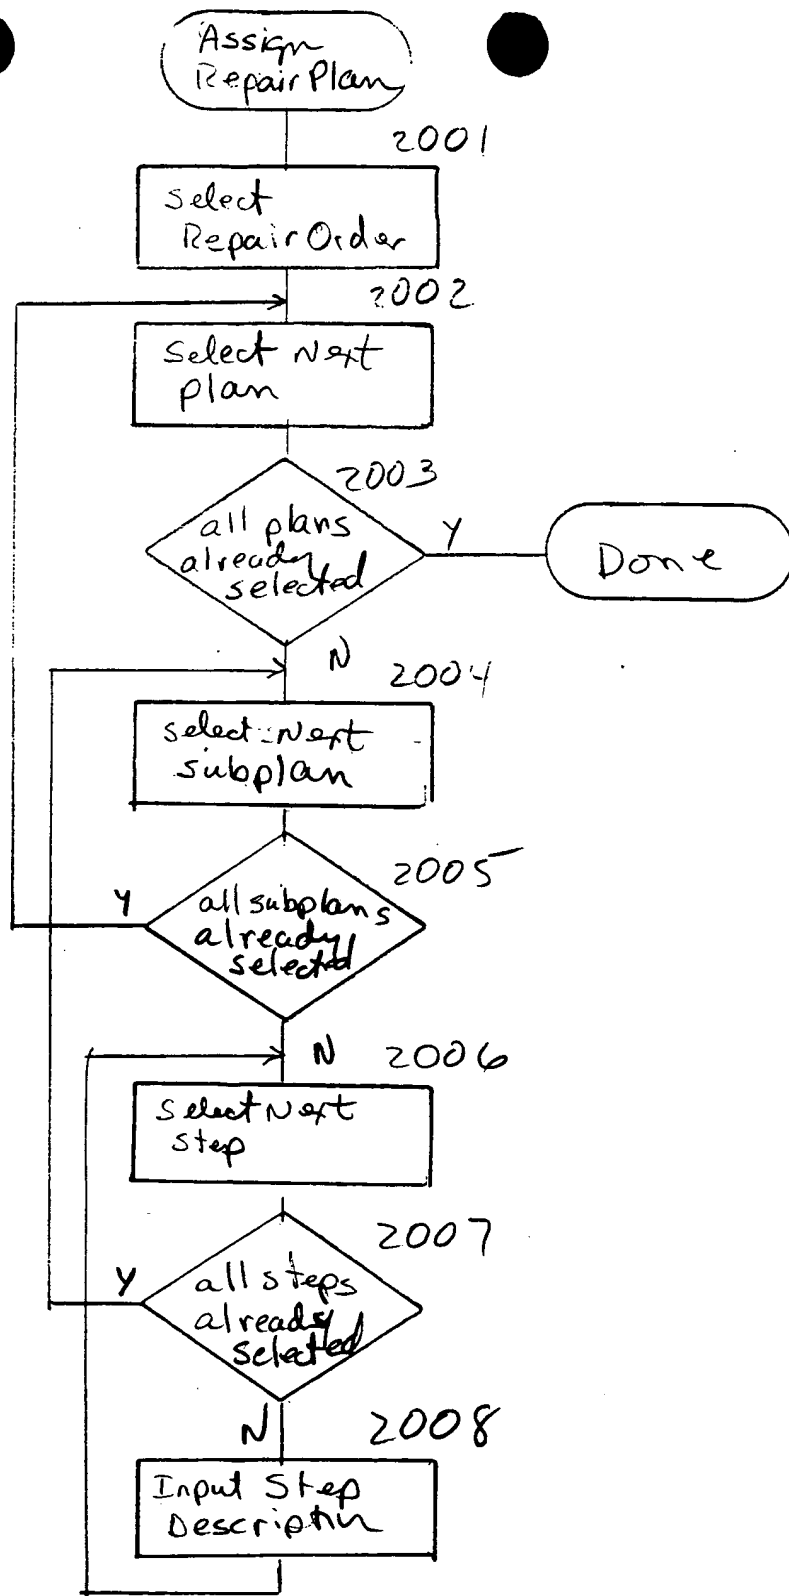 Assign
Repair Plan
2001
Select
Repair Order
2002
Select Next
plan
2003
all plans
already
selected
Y
Done
N
2004
select Next
subplan
2005
Y
all subplans
already
selected
N
2006
Select Next
step
2007
Y
all steps
already
selected
N
2008
Input Step
Description